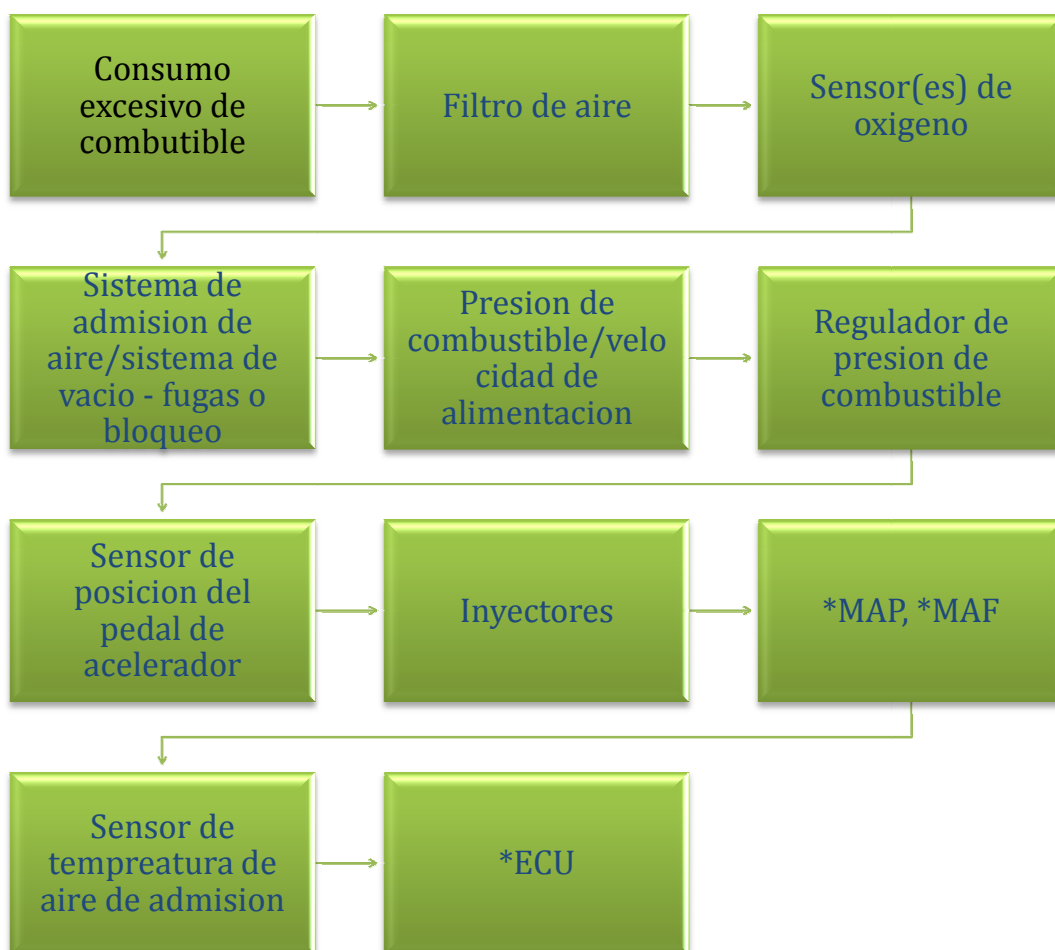 Consumo
excesivo de
combutible
Filtro de aire
Sensor(es) de
oxigeno
Sistema de
admision de
aire/sistema de
vacio - fugas o
bloqueo
Presion de
combustible/velo
cidad de
alimentacion
Regulador de
presion de
combustible
Sensor de
posicion del
pedal de
acelerador
Inyectores
*MAP, *MAF
Sensor de
tempreatura de
aire de admision
*ECU